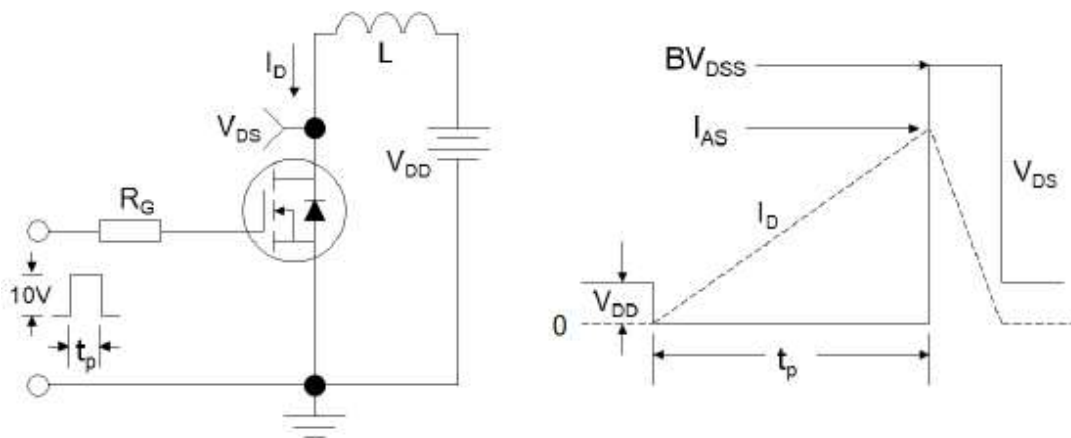 L
I_D
V_DS
V_DD
R_G
10V
t_p
BV_DSS
I_AS
V_DS
I_D
V_DD
0
t_p